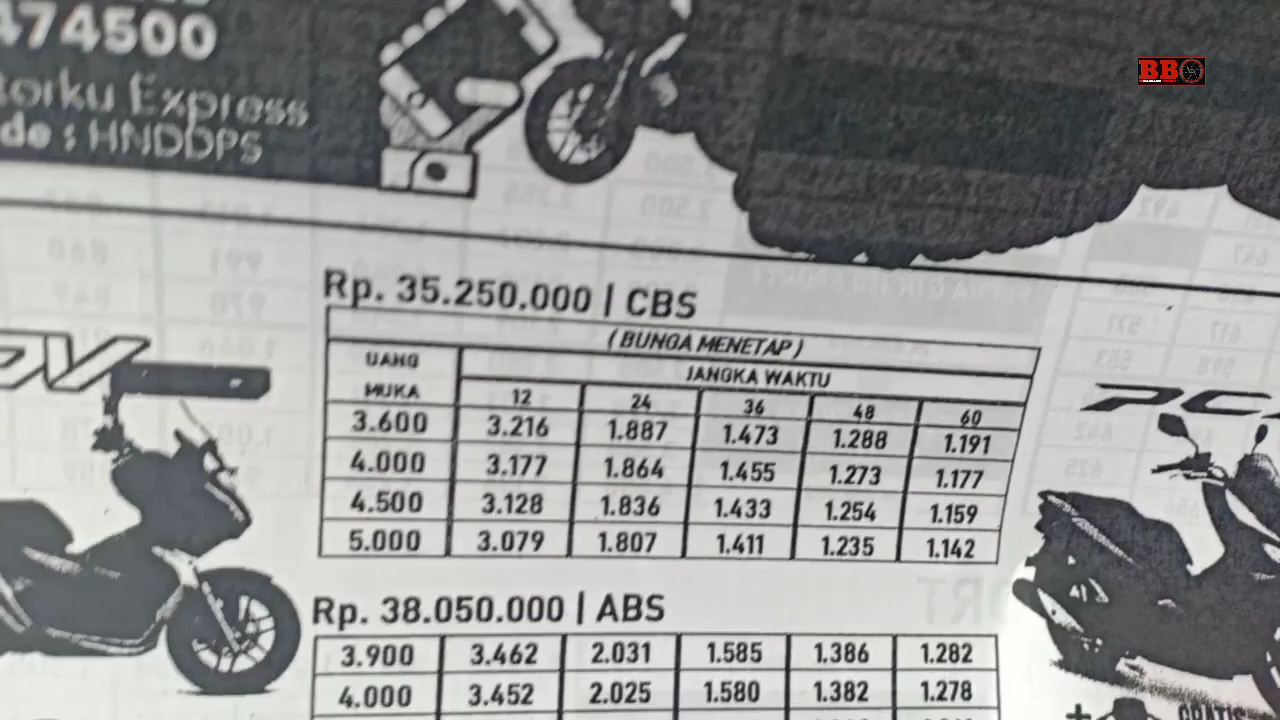 474500
torku Express
de : HNDDPS
BBO
Rp. 35.250.000 | CBS
( BUNGA MENETAP )
UANG MUKA
JANGKA WAKTU
12 24 36 48 60
3.600 3.216 1.887 1.473 1.288 1.191
4.000 3.177 1.864 1.455 1.273 1.177
4.500 3.128 1.836 1.433 1.254 1.159
5.000 3.079 1.807 1.411 1.235 1.142
Rp. 38.050.000 | ABS
3.900 3.462 2.031 1.585 1.386 1.282
4.000 3.452 2.025 1.580 1.382 1.278
DV
PC
GRATIS